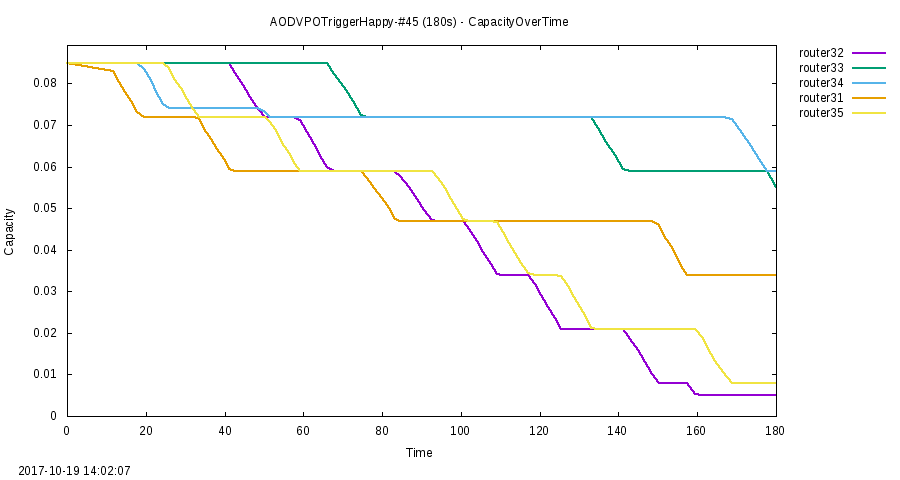 AODVPOTriggerHappy-#45 (180s) - CapacityOverTime
router32
router33
router34
router31
router35
0.08
0.07
0.06
0.05
0.04
0.03
0.02
0.01
0
Capacity
0 20 40 60 80 100 120 140 160 180
Time
2017-10-19 14:02:07